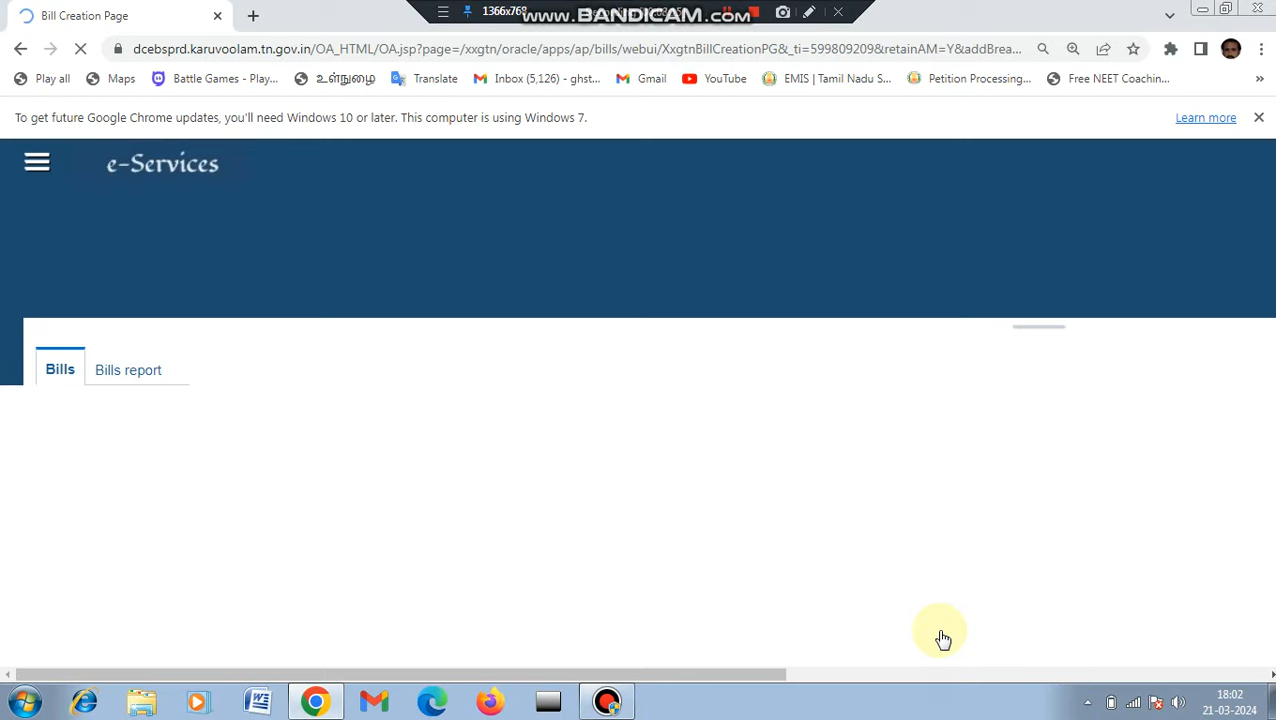 Bill Creation Page
1366x768
www.BANDICAM.com
dcebsprd.karuvoolam.tn.gov.in/OA_HTML/OA.jsp?page=/xxgtn/oracle/apps/ap/bills/webui/XxgtnBillCreationPG&_ti=599809209&retainAM=Y&addBrea...
Play all
Maps
Battle Games - Play...
உள்நுழை
Translate
Inbox (5,126) - ghst...
Gmail
YouTube
EMIS | Tamil Nadu S...
Petition Processing...
Free NEET Coachin...
To get future Google Chrome updates, you'll need Windows 10 or later. This computer is using Windows 7.
Learn more
e-Services
Bills
Bills report
18:02
21-03-2024